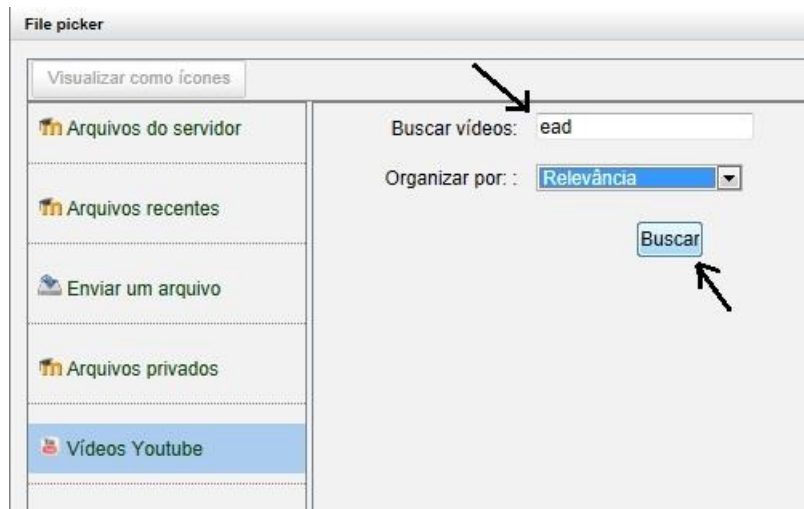 File picker
Visualizar como ícones
Arquivos do servidor
Arquivos recentes
Enviar um arquivo
Arquivos privados
Vídeos Youtube
Buscar vídeos: ead
Organizar por: : Relevância
Buscar